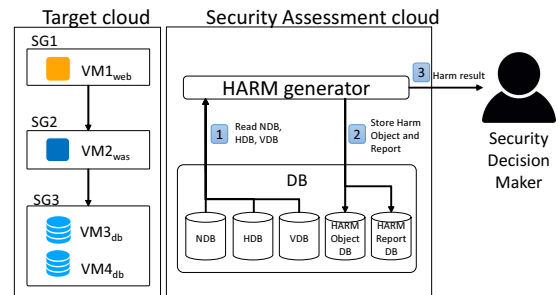 Target cloud
SG1
VM1web
SG2
VM2was
SG3
VM3db
VM4db
Security Assessment cloud
HARM generator
1
Read NDB,
HDB, VDB
2
Store Harm
Object and
Report
DB
NDB
HDB
VDB
HARM
Object
DB
HARM
Report
DB
3
Harm result
Security
Decision
Maker